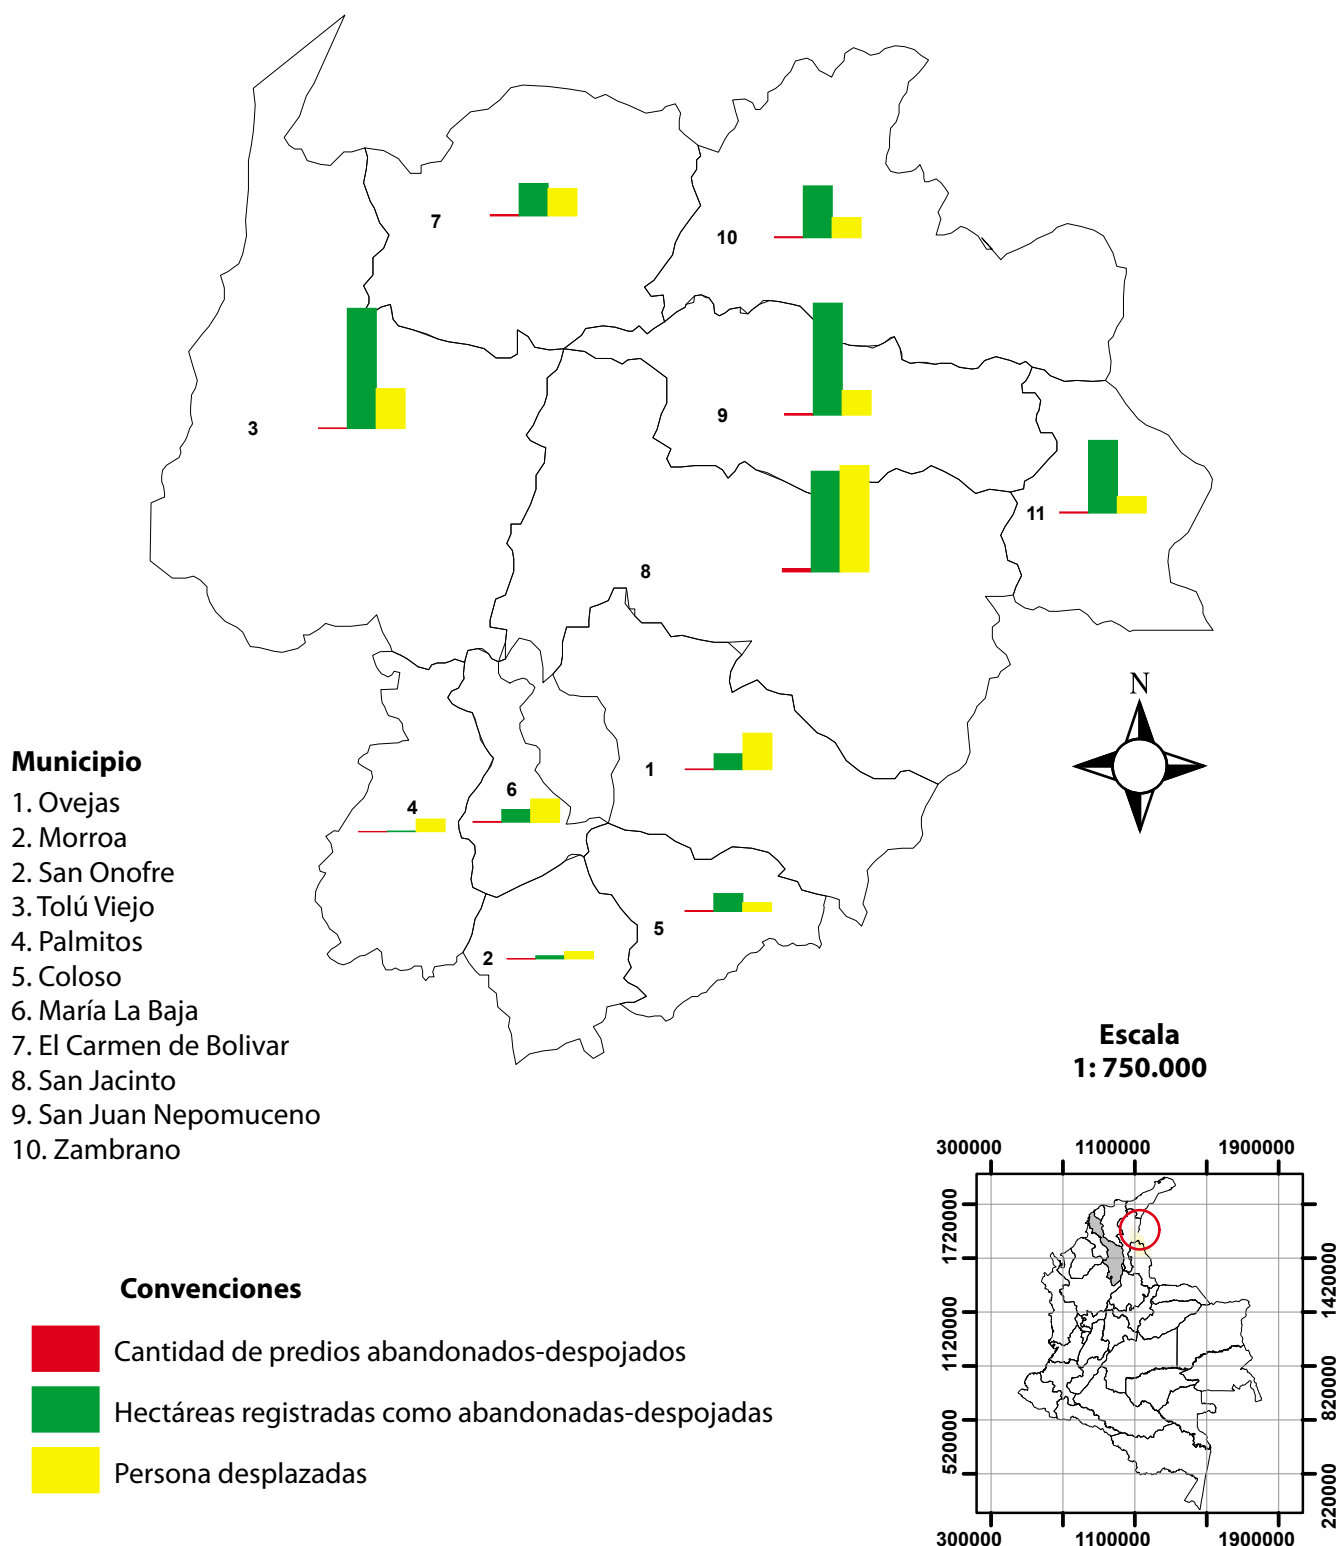 7
10
3
9
11
8
N
1
6
4
5
2
Municipio
1. Ovejas
2. Morroa
2. San Onofre
3. Tolú Viejo
4. Palmitos
5. Coloso
6. María La Baja
7. El Carmen de Bolivar
8. San Jacinto
9. San Juan Nepomuceno
10. Zambrano
Escala
1: 750.000
Convenciones
Cantidad de predios abandonados-despojados
Hectáreas registradas como abandonadas-despojadas
Persona desplazadas
300000 1100000 1900000
1720000
1120000
520000
1420000
820000
220000
300000 1100000 1900000